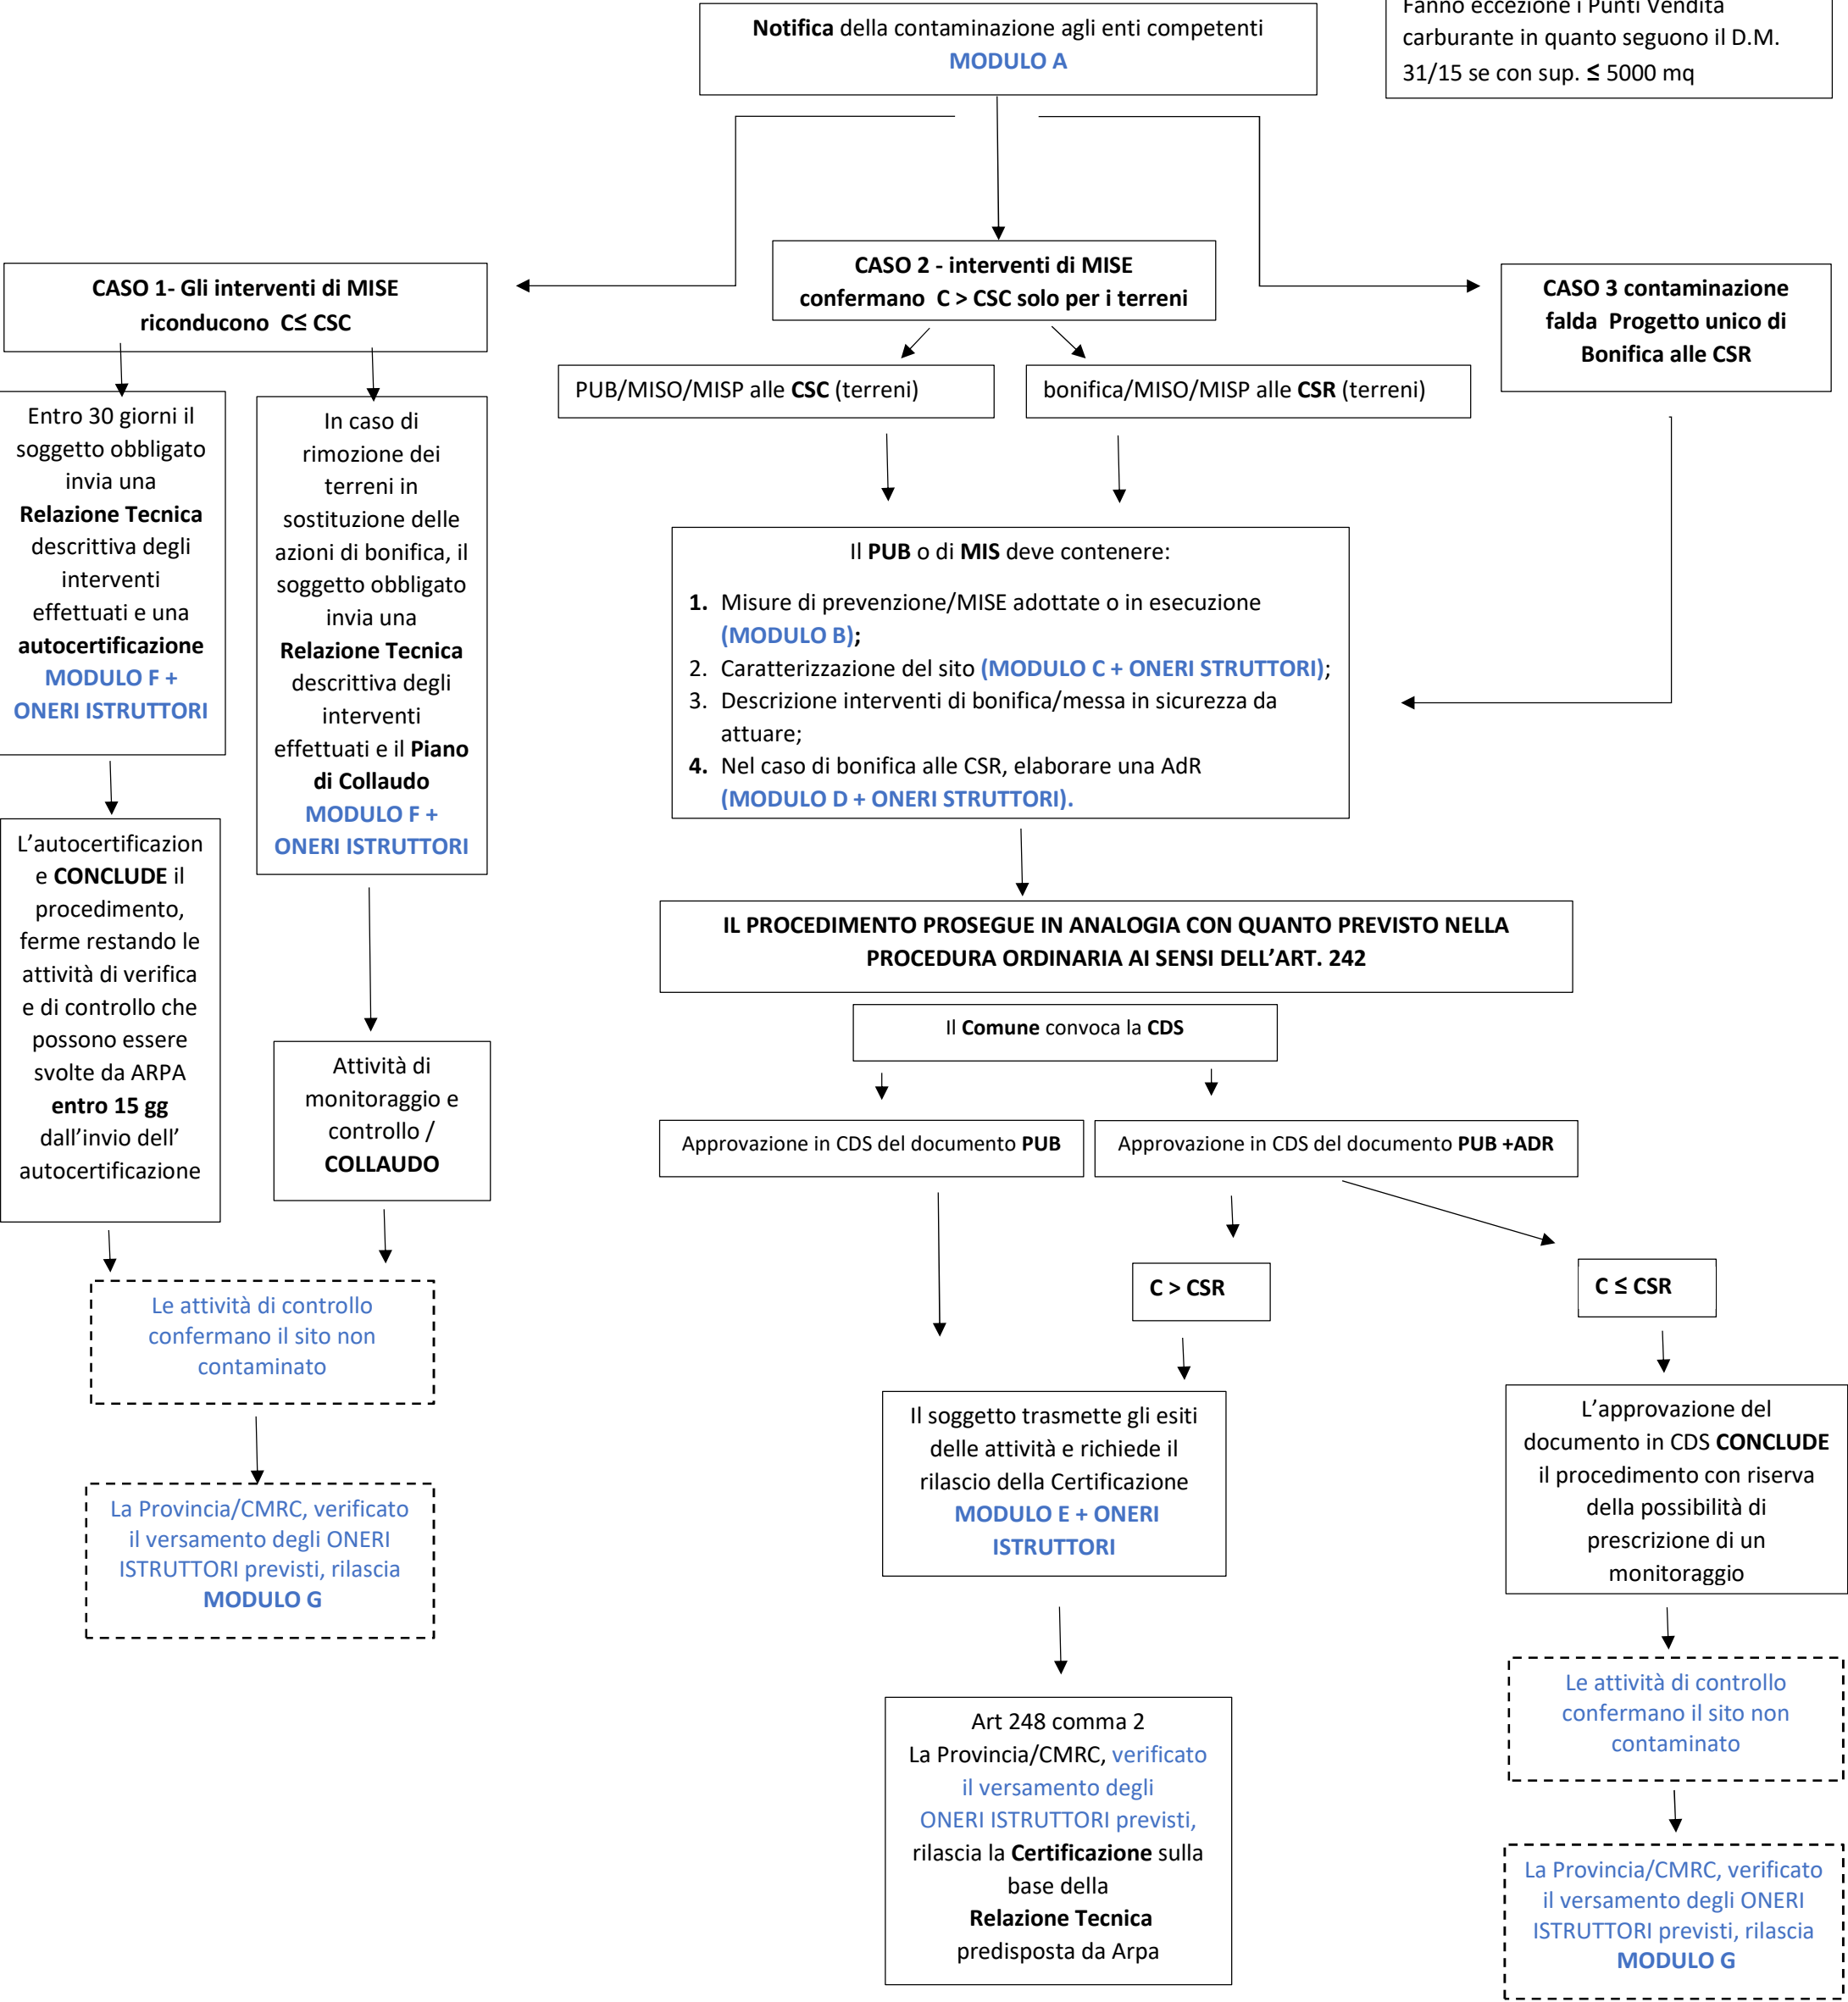 Notifica della contaminazione agli enti competenti
MODULO A
Fanno eccezione i Punti Vendita
carburante in quanto seguono il D.M.
31/15 se con sup. ≤ 5000 mq
CASO 1- Gli interventi di MISE
riconducono C≤ CSC
CASO 2 - interventi di MISE
confermano C > CSC solo per i terreni
CASO 3 contaminazione
falda Progetto unico di
Bonifica alle CSR
Entro 30 giorni il
soggetto obbligato
invia una
Relazione Tecnica
descrittiva degli
interventi
effettuati e una
autocertificazione
MODULO F +
ONERI ISTRUTTORI
In caso di
rimozione dei
terreni in
sostituzione delle
azioni di bonifica, il
soggetto obbligato
invia una
Relazione Tecnica
descrittiva degli
interventi
effettuati e il Piano
di Collaudo
MODULO F +
ONERI ISTRUTTORI
PUB/MISO/MISP alle CSC (terreni)
bonifica/MISO/MISP alle CSR (terreni)
Il PUB o di MIS deve contenere:
1. Misure di prevenzione/MISE adottate o in esecuzione
(MODULO B);
2. Caratterizzazione del sito (MODULO C + ONERI STRUTTORI);
3. Descrizione interventi di bonifica/messa in sicurezza da
attuare;
4. Nel caso di bonifica alle CSR, elaborare una AdR
(MODULO D + ONERI STRUTTORI).
L'autocertificazion
e CONCLUDE il
procedimento,
ferme restando le
attività di verifica
e di controllo che
possono essere
svolte da ARPA
entro 15 gg
dall'invio dell'
autocertificazione
Attività di
monitoraggio e
controllo /
COLLAUDO
IL PROCEDIMENTO PROSEGUE IN ANALOGIA CON QUANTO PREVISTO NELLA
PROCEDURA ORDINARIA AI SENSI DELL'ART. 242
Il Comune convoca la CDS
Approvazione in CDS del documento PUB
Approvazione in CDS del documento PUB +ADR
Le attività di controllo
confermano il sito non
contaminato
La Provincia/CMRC, verificato
il versamento degli ONERI
ISTRUTTORI previsti, rilascia
MODULO G
C > CSR
C ≤ CSR
Il soggetto trasmette gli esiti
delle attività e richiede il
rilascio della Certificazione
MODULO E + ONERI
ISTRUTTORI
L'approvazione del
documento in CDS CONCLUDE
il procedimento con riserva
della possibilità di
prescrizione di un
monitoraggio
Art 248 comma 2
La Provincia/CMRC, verificato
il versamento degli
ONERI ISTRUTTORI previsti,
rilascia la Certificazione sulla
base della
Relazione Tecnica
predisposta da Arpa
Le attività di controllo
confermano il sito non
contaminato
La Provincia/CMRC, verificato
il versamento degli ONERI
ISTRUTTORI previsti, rilascia
MODULO G